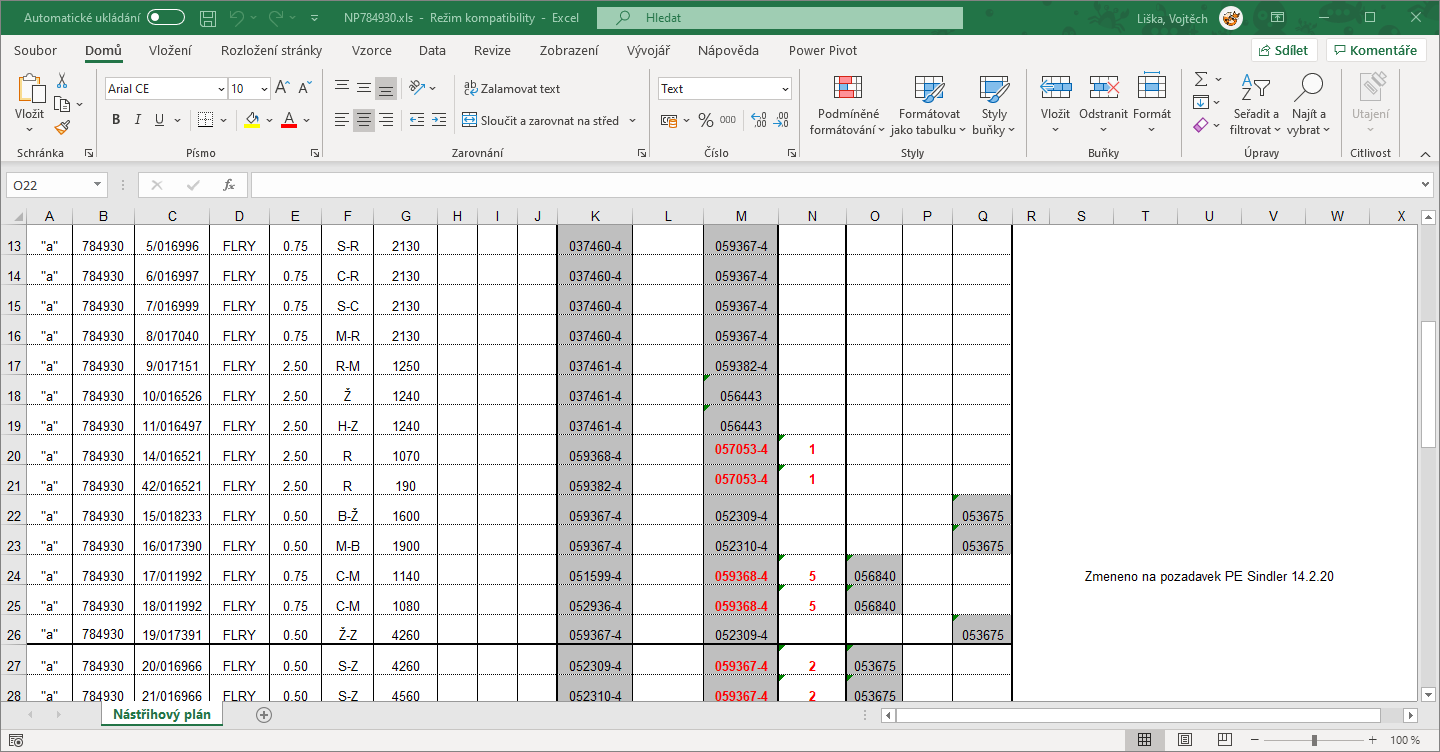 Automatické ukládání NP784930.xls - Režim kompatibility - Excel Hledat Liška, Vojtěch
Soubor Domů Vložení Rozložení stránky Vzorce Data Revize Zobrazení Vývojář Nápověda Power Pivot Sdílet Komentáře
Vložit
Schránka
Arial CE 10
B I U A
Písmo
Zalamovat text
Sloučit a zarovnat na střed
Zarovnání
Text
% 000
Číslo
Podmíněné formátování
Formátovat jako tabulku
Styly buňky
Styly
Vložit Odstranit Formát
Buňky
Seřadit a filtrovat
Najít a vybrat
Úpravy
Utajení
Citlivost
O22 fx
A B C D E F G H I J K L M N O P Q R S T U V W X
13 "a" 784930 5/016996 FLRY 0.75 S-R 2130 037460-4 059367-4
14 "a" 784930 6/016997 FLRY 0.75 C-R 2130 037460-4 059367-4
15 "a" 784930 7/016999 FLRY 0.75 S-C 2130 037460-4 059367-4
16 "a" 784930 8/017040 FLRY 0.75 M-R 2130 037460-4 059367-4
17 "a" 784930 9/017151 FLRY 2.50 R-M 1250 037461-4 059382-4
18 "a" 784930 10/016526 FLRY 2.50 Ž 1240 037461-4 056443
19 "a" 784930 11/016497 FLRY 2.50 H-Z 1240 037461-4 056443
20 "a" 784930 14/016521 FLRY 2.50 R 1070 059368-4 057053-4 1
21 "a" 784930 42/016521 FLRY 2.50 R 190 059382-4 057053-4 1
22 "a" 784930 15/018233 FLRY 0.50 B-Ž 1600 059367-4 052309-4 053675
23 "a" 784930 16/017390 FLRY 0.50 M-B 1900 059367-4 052310-4 053675
24 "a" 784930 17/011992 FLRY 0.75 C-M 1140 051599-4 059368-4 5 056840 Zmeneno na pozadavek PE Sindler 14.2.20
25 "a" 784930 18/011992 FLRY 0.75 C-M 1080 052936-4 059368-4 5 056840
26 "a" 784930 19/017391 FLRY 0.50 Ž-Z 4260 059367-4 052309-4 053675
27 "a" 784930 20/016966 FLRY 0.50 S-Z 4260 052309-4 059367-4 2 053675
28 "a" 784930 21/016966 FLRY 0.50 S-Z 4560 052310-4 059367-4 2 053675
Nástřihový plán
100 %